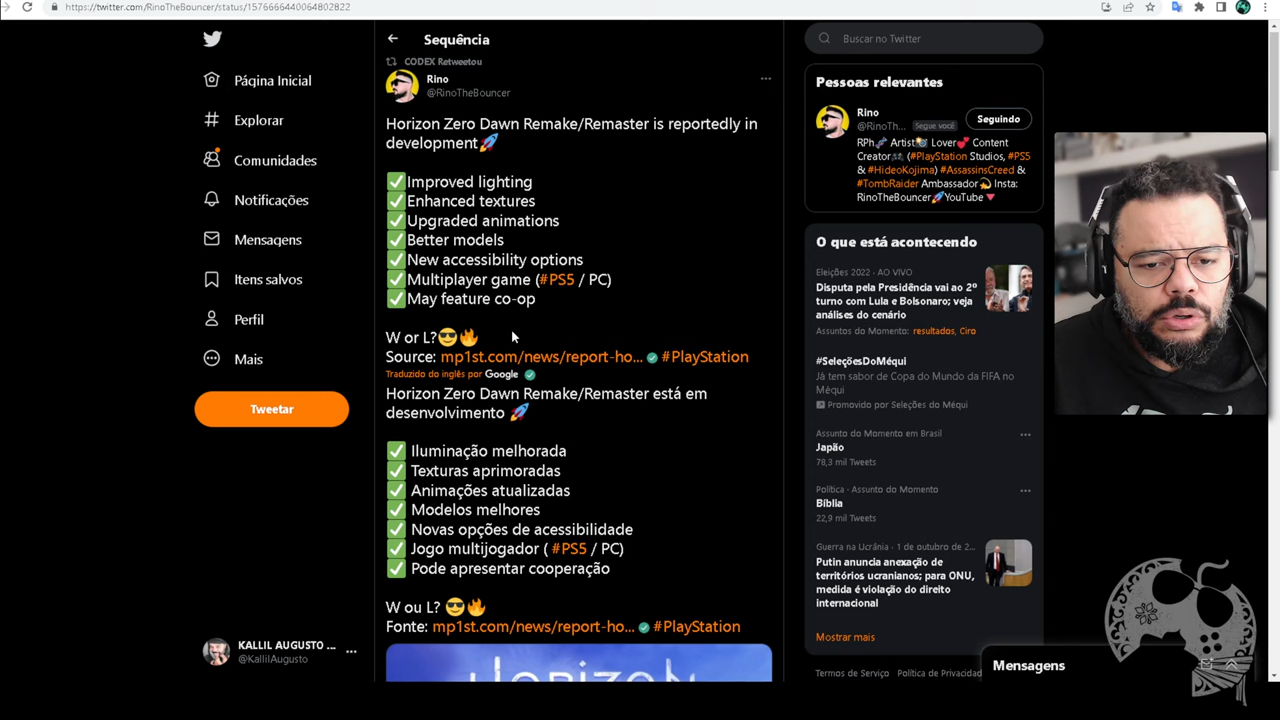 https://twitter.com/RinoTheBouncer/status/1576666440064802822
Página Inicial
Explorar
Comunidades
Notificações
Mensagens
Itens salvos
Perfil
Mais
Tweetar
KALLIL AUGUSTO ...
@KallilAugusto
Sequência
CODEX Retweetou
Rino
@RinoTheBouncer
Horizon Zero Dawn Remake/Remaster is reportedly in
development🚀
✅Improved lighting
✅Enhanced textures
✅Upgraded animations
✅Better models
✅New accessibility options
✅Multiplayer game (#PS5 / PC)
✅May feature co-op
W or L?😎🔥
Source: mp1st.com/news/report-ho... #PlayStation
Traduzido do inglês por Google
Horizon Zero Dawn Remake/Remaster está em
desenvolvimento 🚀
✅ Iluminação melhorada
✅ Texturas aprimoradas
✅ Animações atualizadas
✅ Modelos melhores
✅ Novas opções de acessibilidade
✅ Jogo multijogador ( #PS5 / PC)
✅ Pode apresentar cooperação
W ou L? 😎🔥
Fonte: mp1st.com/news/report-ho... #PlayStation
Horizon
Buscar no Twitter
Pessoas relevantes
Rino
@RinoTh... Segue você
Seguindo
RPh🧬 Artist📸 Lover💕 Content
Creator🎮 (#PlayStation Studios, #PS5
& #HideoKojima) #AssassinsCreed &
#TombRaider Ambassador💫 Insta:
RinoTheBouncer🚀YouTube🔻
O que está acontecendo
Eleições 2022 · AO VIVO
Disputa pela Presidência vai ao 2º
turno com Lula e Bolsonaro; veja
análises do cenário
Assuntos do Momento: resultados, Ciro
#SeleçõesDoMéqui
Já tem sabor de Copa do Mundo da FIFA no
Méqui
Promovido por Seleções do Méqui
Assunto do Momento em Brasil
Japão
78,3 mil Tweets
Política · Assunto do Momento
Bíblia
22,9 mil Tweets
Guerra na Ucrânia · 1 de outubro de 2...
Putin anuncia anexação de
territórios ucranianos; para ONU,
medida é violação do direito
internacional
Mostrar mais
Termos de Serviço Política de Privacidad
Mensagens